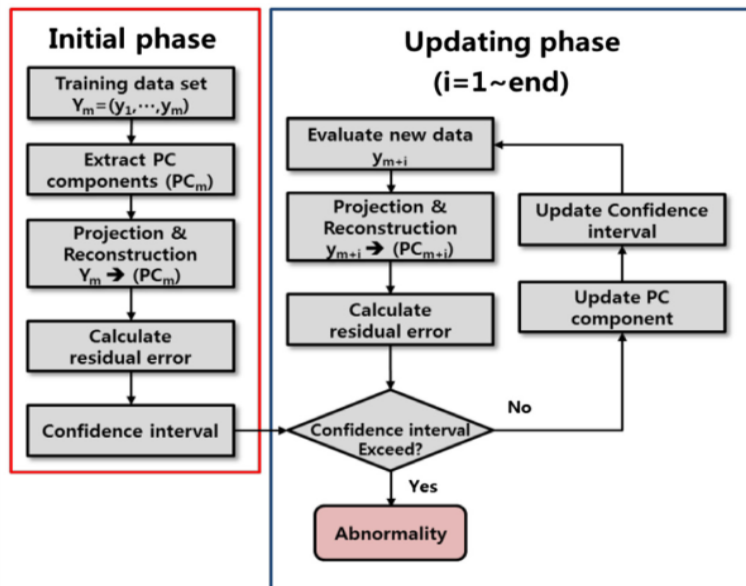 Initial phase
Training data set
Yₘ=(y₁,⋯,yₘ)
Extract PC
components (PCₘ)
Projection &
Reconstruction
Yₘ ➔ (PCₘ)
Calculate
residual error
Confidence interval
Updating phase
(i=1~end)
Evaluate new data
yₘ₊ᵢ
Projection &
Reconstruction
yₘ₊ᵢ ➔ (PCₘ₊ᵢ)
Calculate
residual error
Confidence interval
Exceed?
Yes
Abnormality
No
Update PC
component
Update Confidence
interval